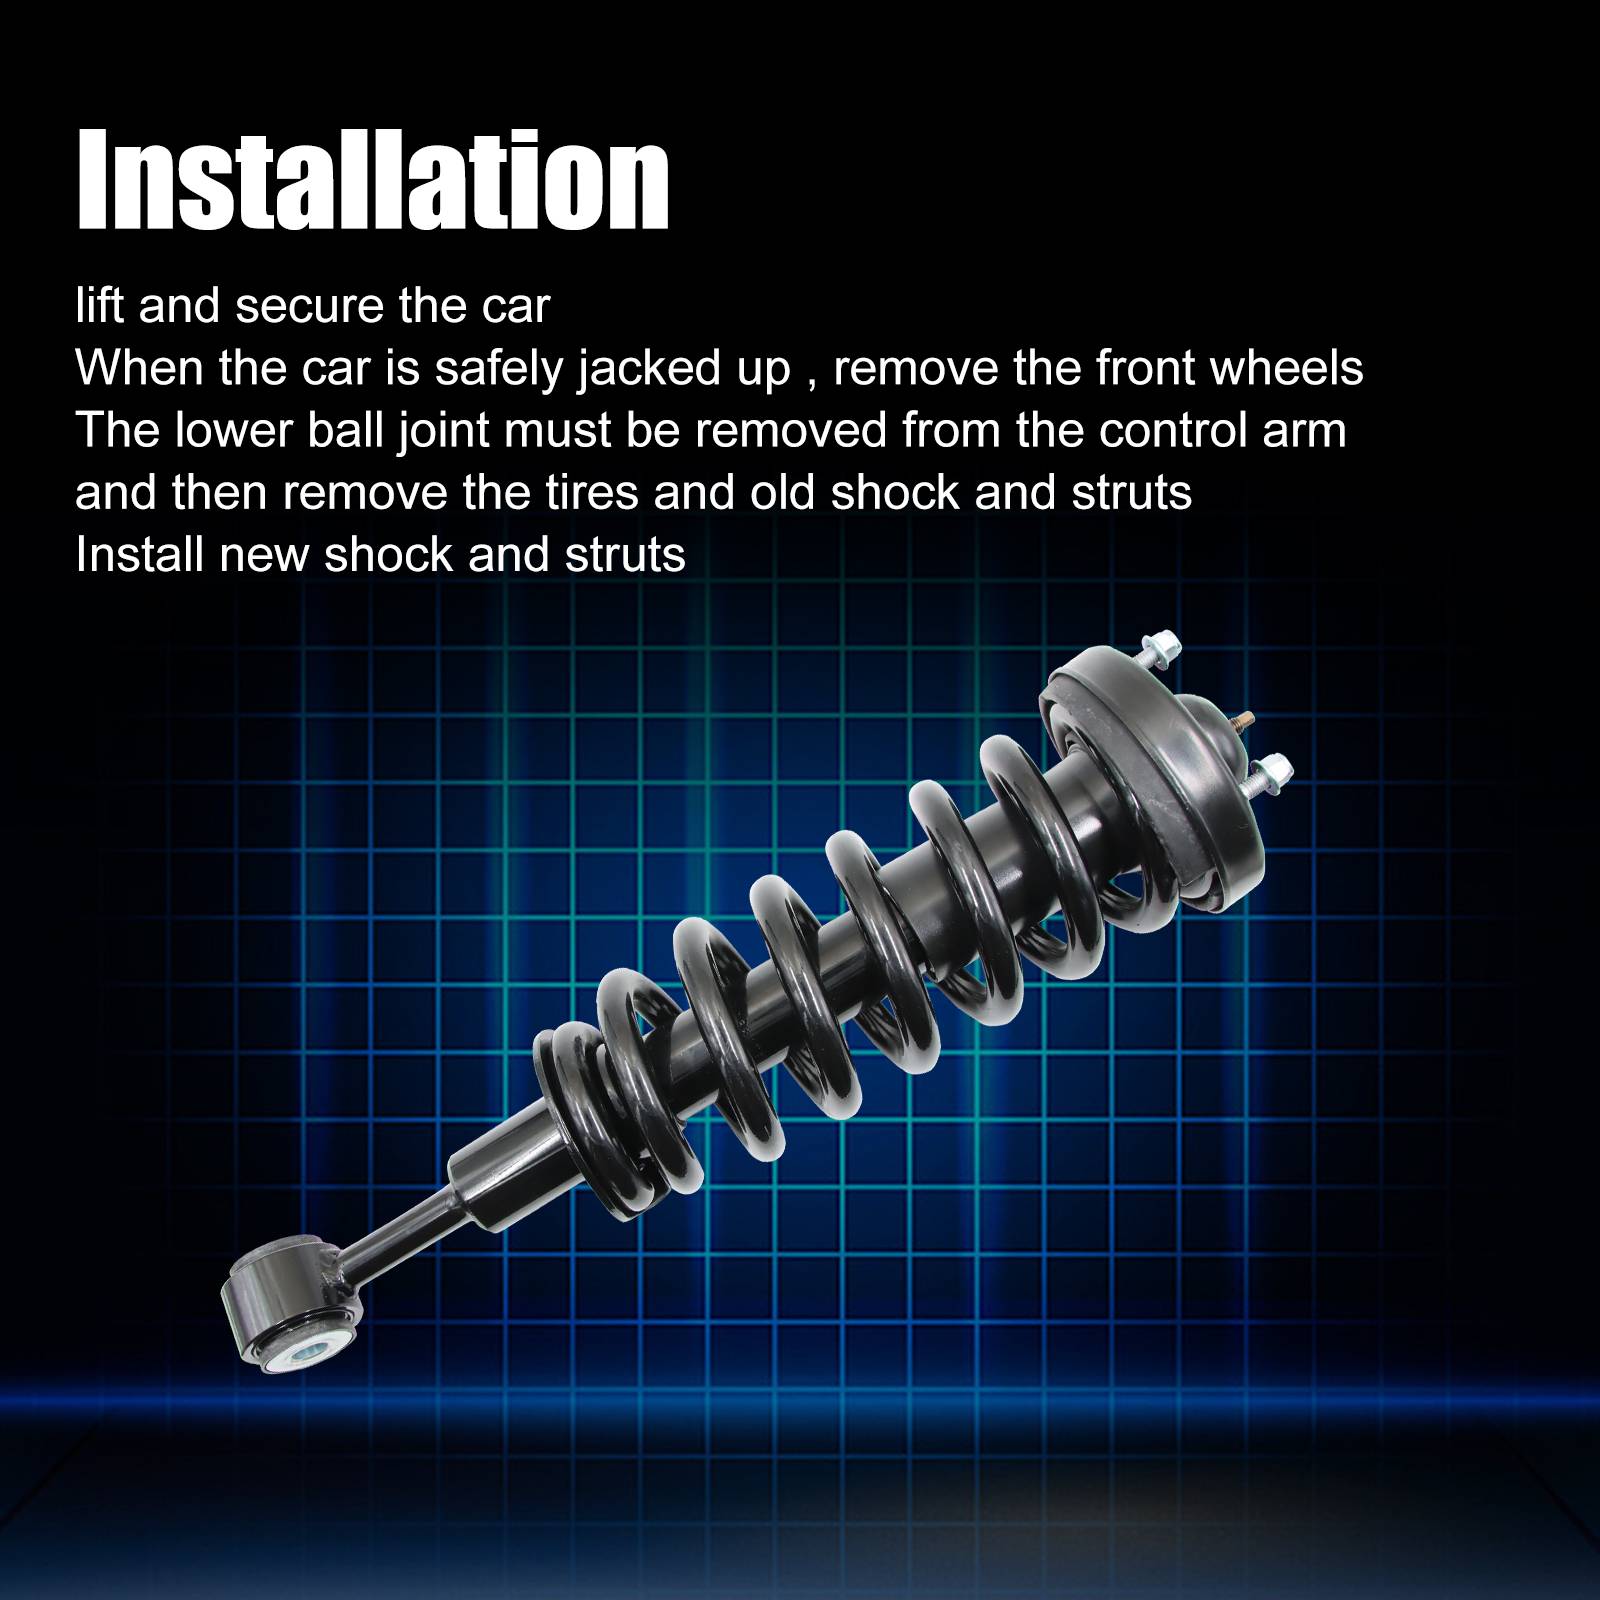 Installation
lift and secure the car
When the car is safely jacked up , remove the front wheels
The lower ball joint must be removed from the control arm
and then remove the tires and old shock and struts
Install new shock and struts